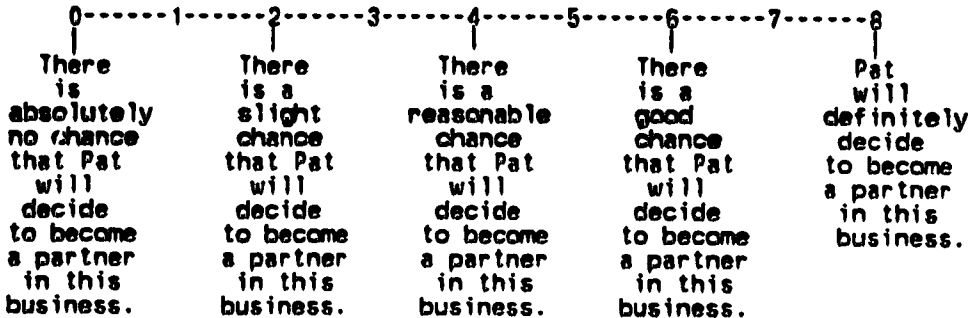 0------1------2------3------4------5------6------7------8
There
is
absolutely
no chance
that Pat
will
decide
to become
a partner
in this
business.
There
is a
slight
chance
that Pat
will
decide
to become
a partner
in this
business.
There
is a
reasonable
chance
that Pat
will
decide
to become
a partner
in this
business.
There
is a
good
chance
that Pat
will
decide
to become
a partner
in this
business.
Pat
will
definitely
decide
to become
a partner
in this
business.